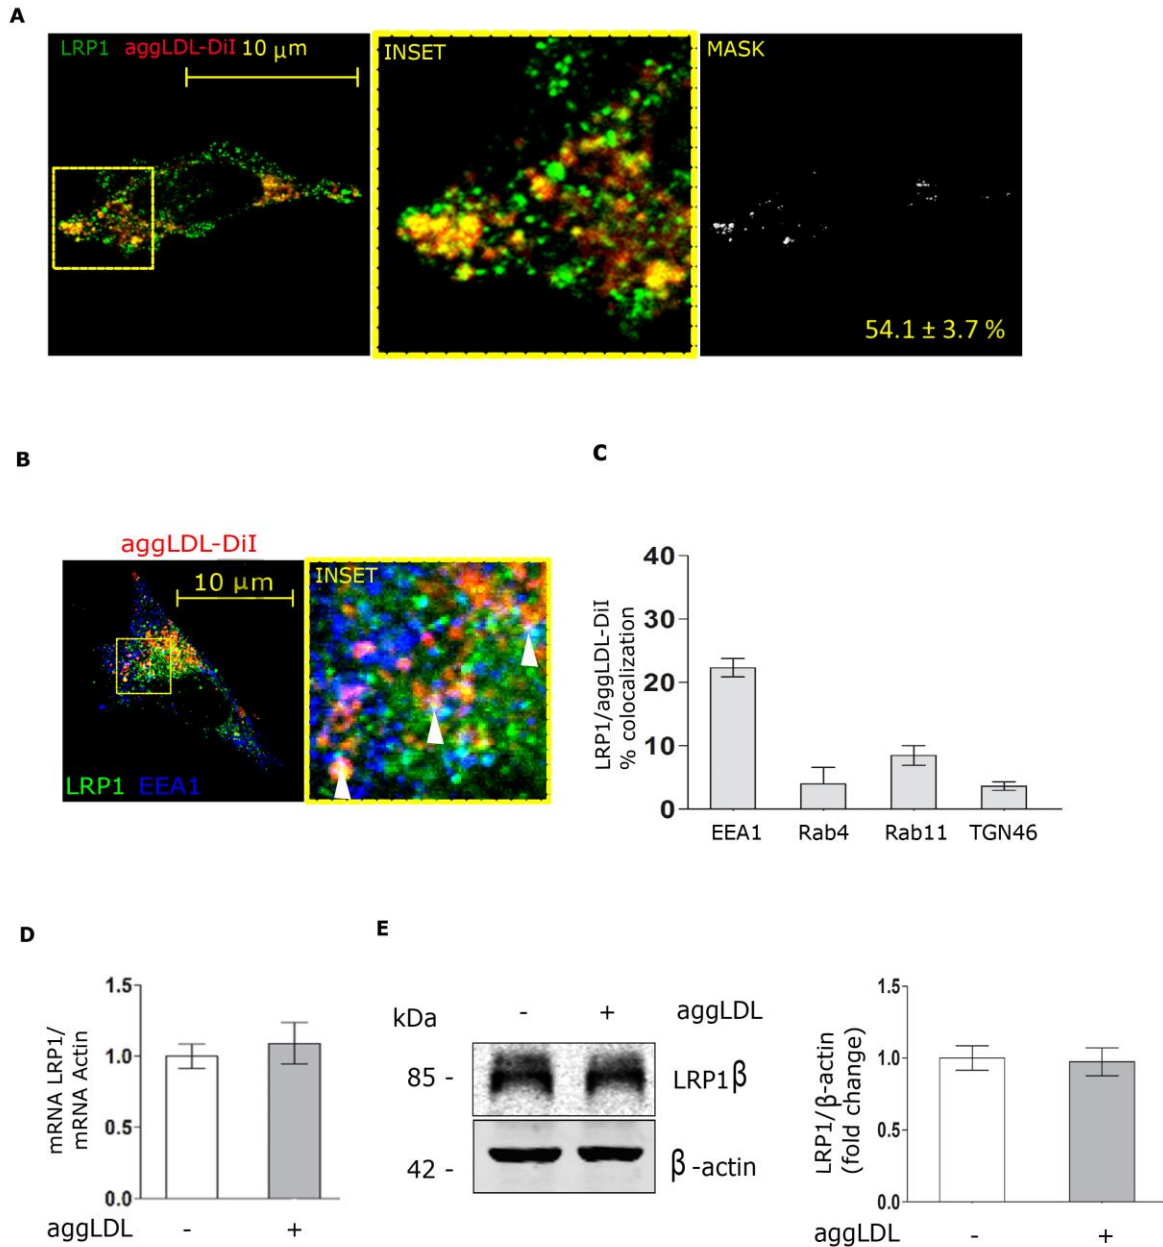 A
LRP1 aggLDL-DiI 10 μm
INSET
MASK
54.1 ± 3.7 %
B
aggLDL-DiI
10 μm
INSET
LRP1 EEA1
C
LRP1/aggLDL-DiI
% colocalization
40
30
20
10
0
EEA1 Rab4 Rab11 TGN46
D
mRNA LRP1/
mRNA Actin
1.5
1.0
0.5
0.0
aggLDL - +
E
kDa - + aggLDL
85 - LRP1β
42 - β-actin
LRP1/β-actin
(fold change)
1.5
1.0
0.5
0.0
aggLDL - +